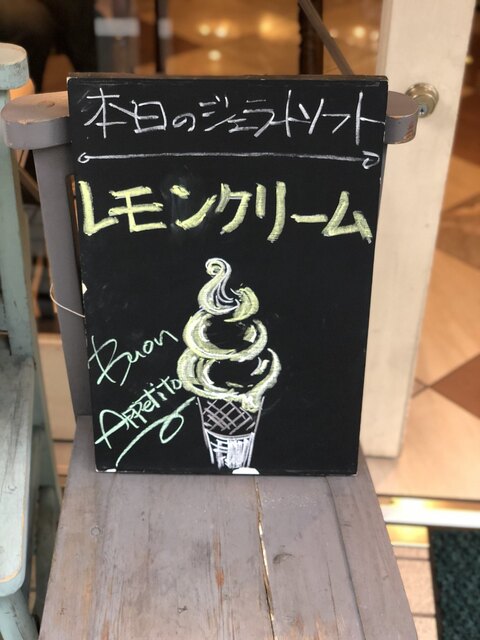 本日のジェラートソフト
レモンクリーム
Buon
Appetito